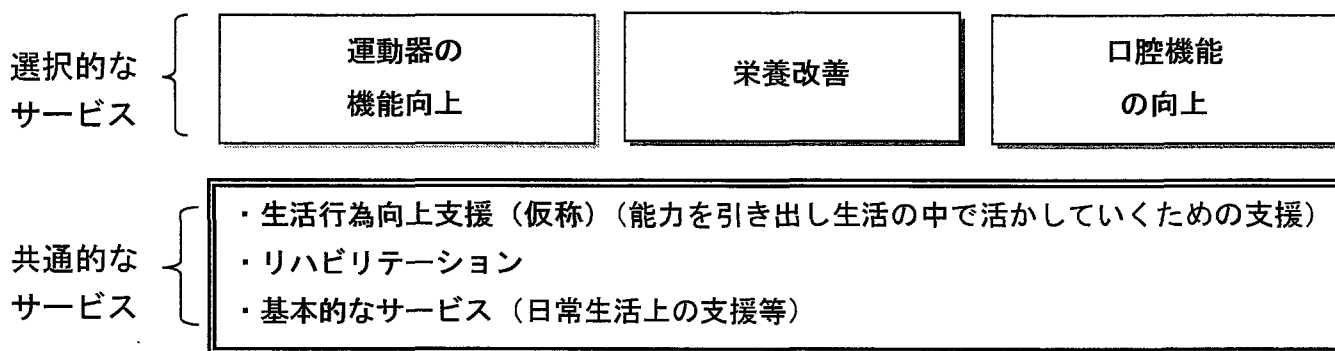 選択的な
サービス
運動器の
機能向上
栄養改善
口腔機能
の向上
共通的な
サービス
・生活行為向上支援（仮称）（能力を引き出し生活の中で活かしていくための支援）
・リハビリテーション
・基本的なサービス（日常生活上の支援等）